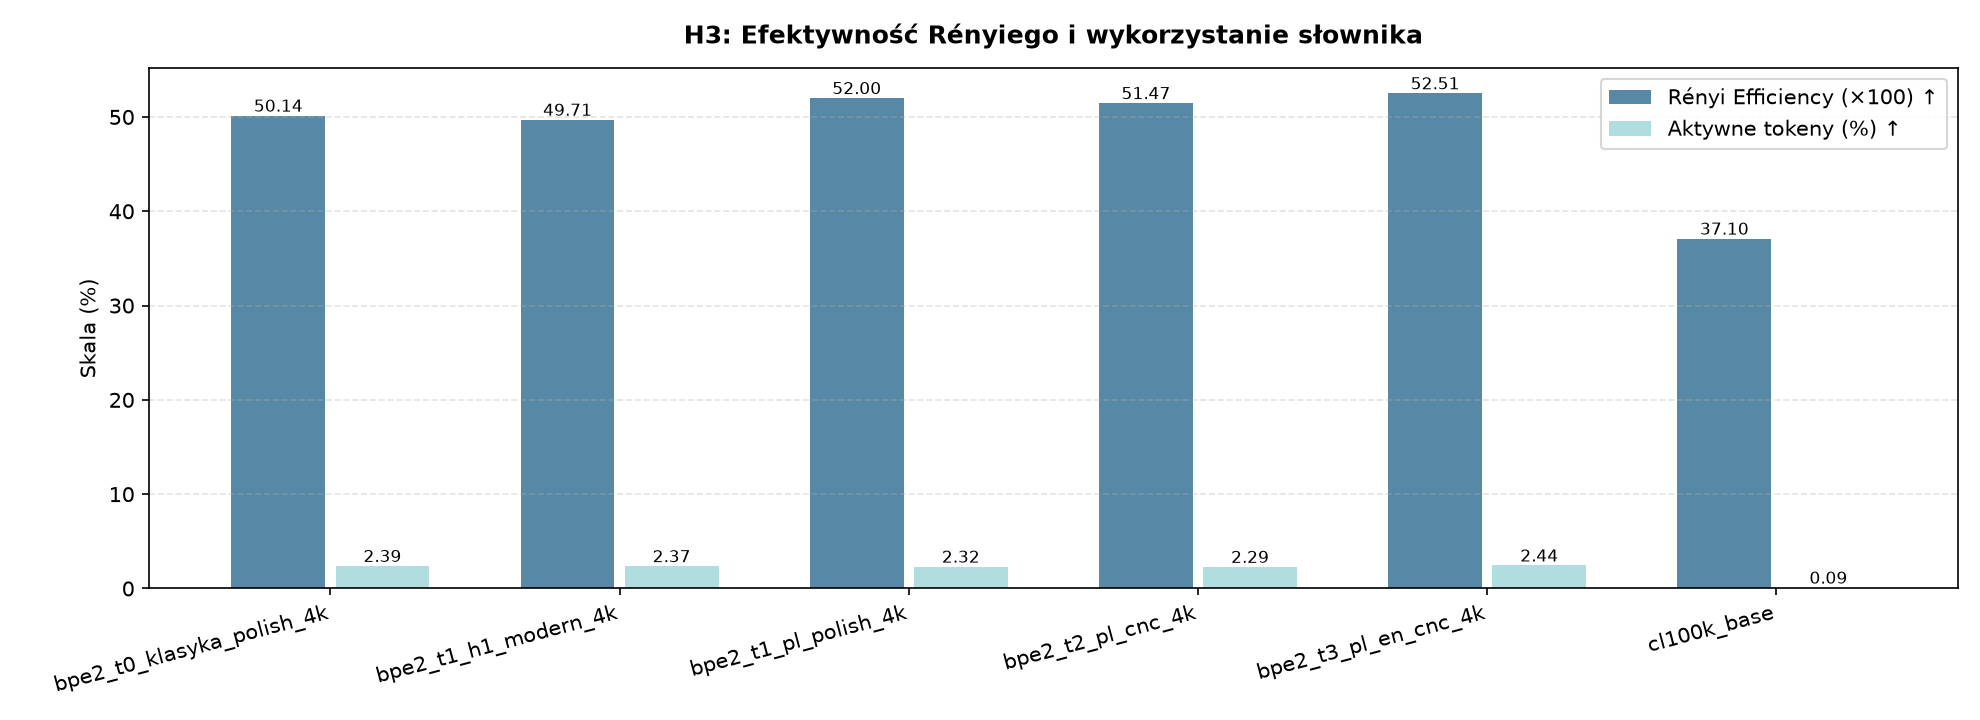 H3: Efektywność Rényiego i wykorzystanie słownika
Rényi Efficiency (×100) ↑
Aktywne tokeny (%) ↑
Skala (%)
50
40
30
20
10
0
50.14
49.71
52.00
51.47
52.51
37.10
2.39
2.37
2.32
2.29
2.44
0.09
bpe2_t0_klasyka_polish_4k
bpe2_t1_h1_modern_4k
bpe2_t1_pl_polish_4k
bpe2_t2_pl_cnc_4k
bpe2_t3_pl_en_cnc_4k
cl100k_base